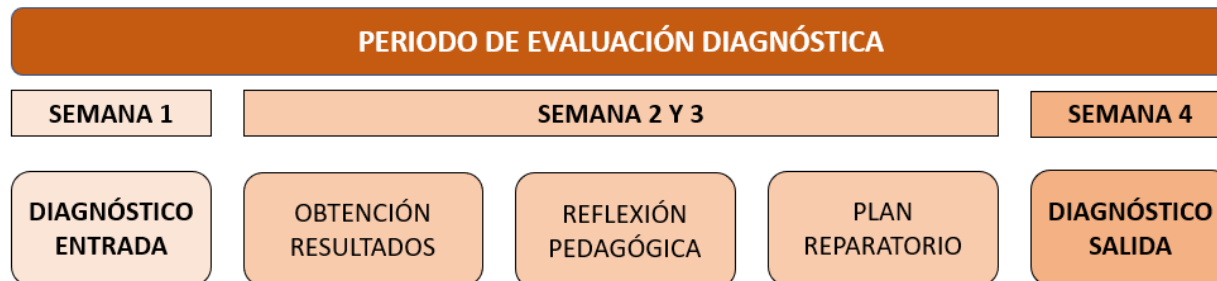 PERIODO DE EVALUACIÓN DIAGNÓSTICA
SEMANA 1
SEMANA 2 Y 3
SEMANA 4
DIAGNÓSTICO
ENTRADA
OBTENCIÓN
RESULTADOS
REFLEXIÓN
PEDAGÓGICA
PLAN
REPARATORIO
DIAGNÓSTICO
SALIDA